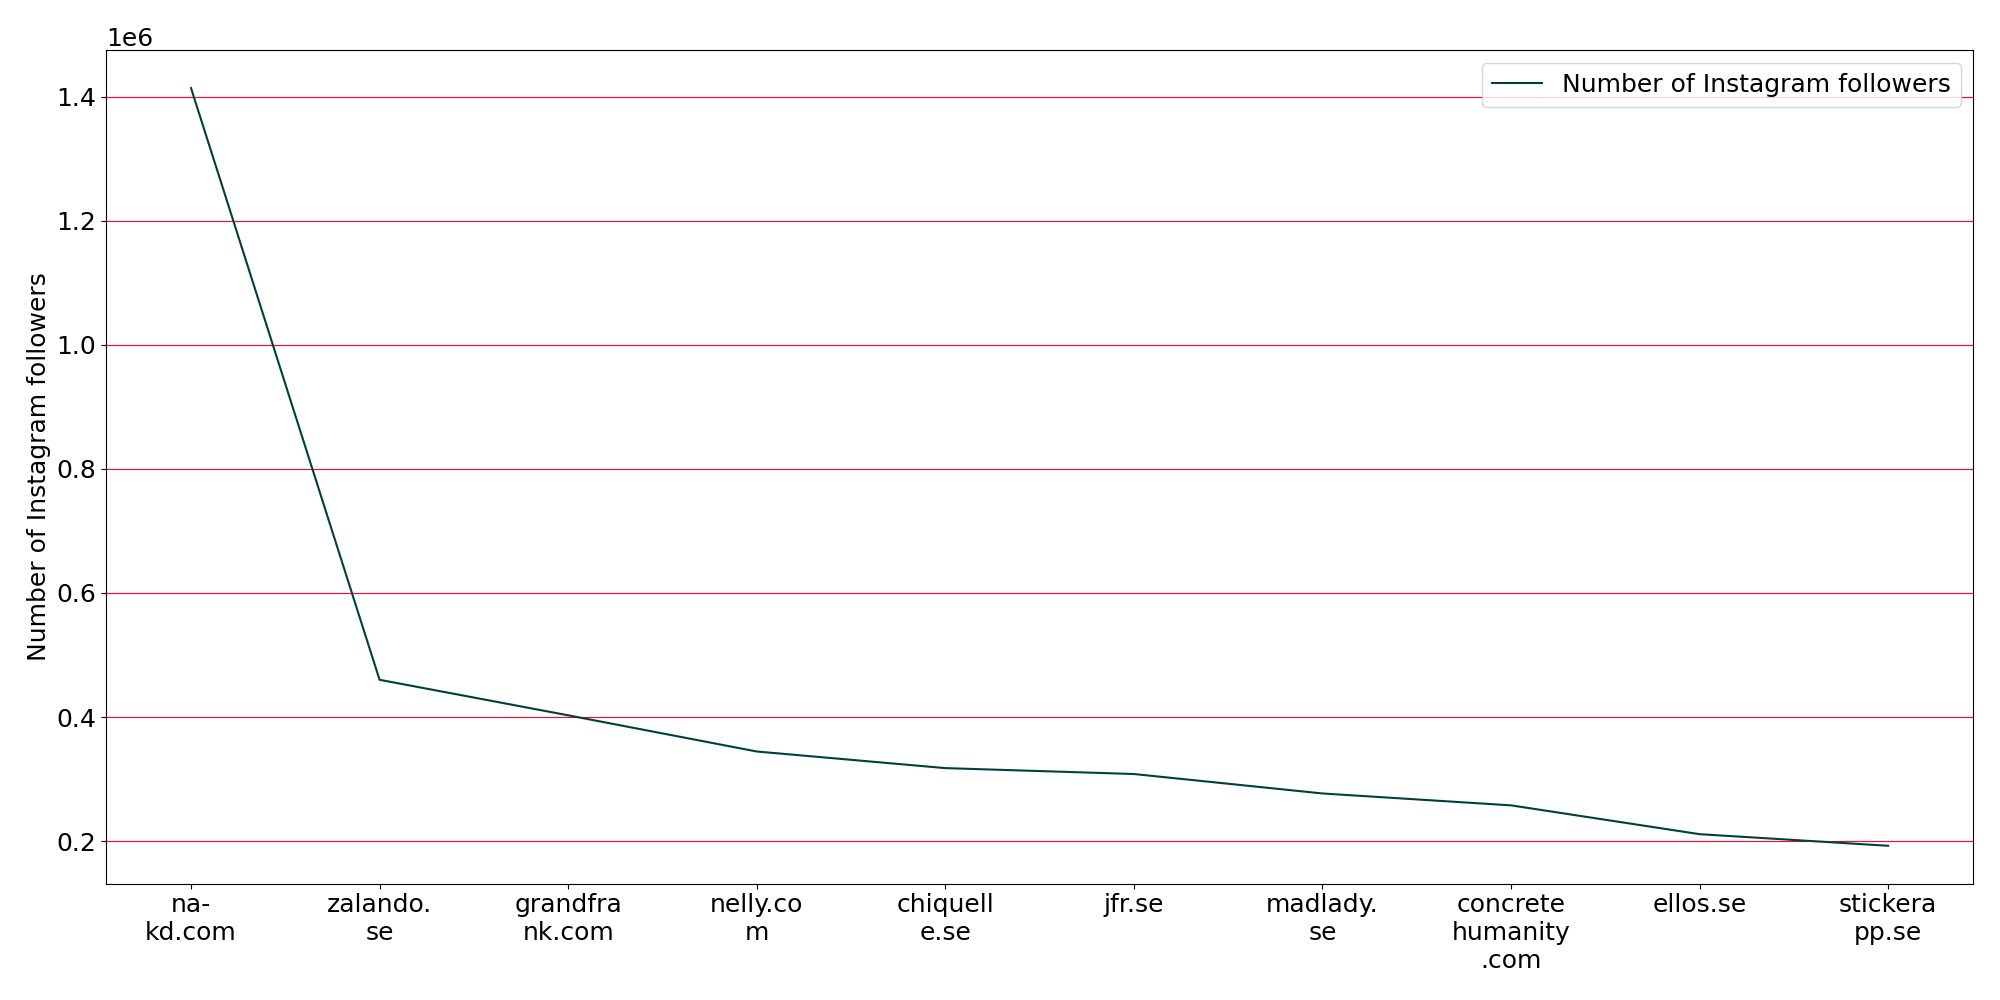 1e6
Number of Instagram followers
1.4
1.2
1.0
0.8
0.6
0.4
0.2
Number of Instagram followers
na-
kd.com
zalando.
se
grandfra
nk.com
nelly.co
m
chiquell
e.se
jfr.se
madlady.
se
concrete
humanity
.com
ellos.se
stickera
pp.se